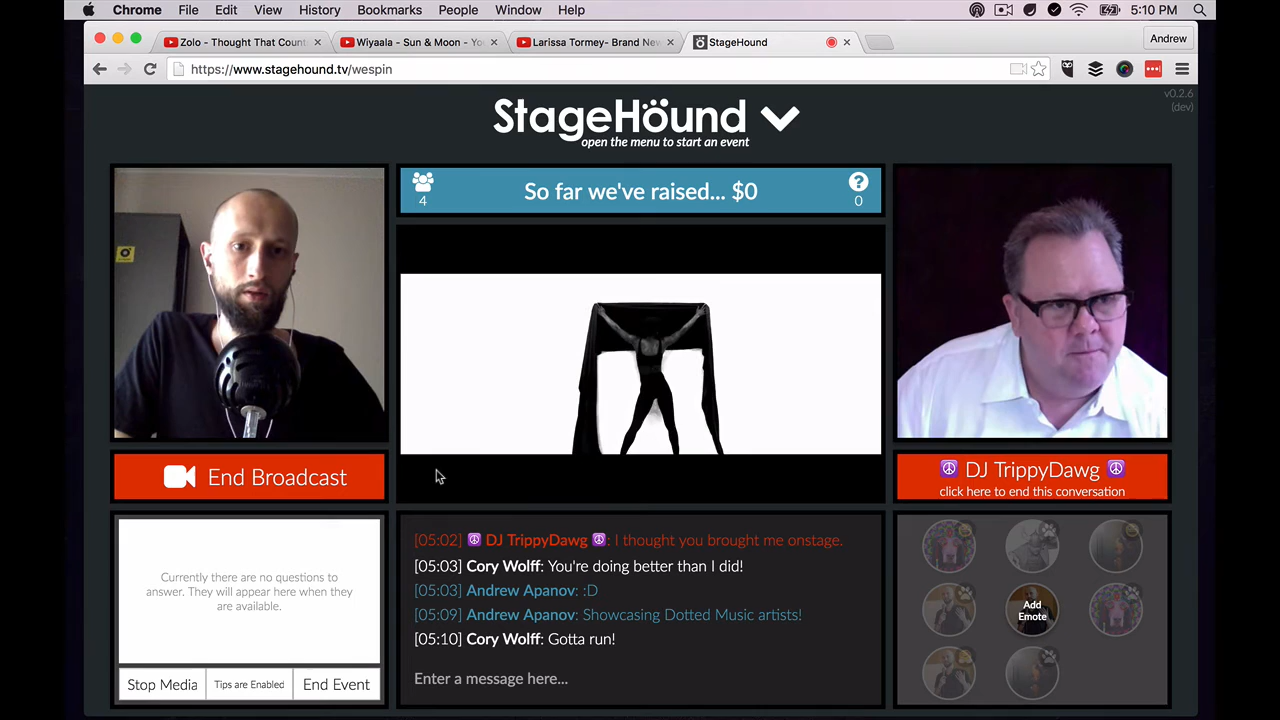 Chrome File Edit View History Bookmarks People Window Help 5:10 PM
Zolo - Thought That Count
Wiyaala - Sun & Moon - Yo
Larissa Tormey- Brand New
StageHound
Andrew
https://www.stagehound.tv/wespin
v0.2.6
(dev)
StageHöund
open the menu to start an event
4
So far we've raised... $0
0
End Broadcast
☮ DJ TrippyDawg ☮
click here to end this conversation
Currently there are no questions to
answer. They will appear here when they
are available.
Stop Media
Tips are Enabled
End Event
[05:02] ☮ DJ TrippyDawg ☮: I thought you brought me onstage.
[05:03] Cory Wolff: You're doing better than I did!
[05:03] Andrew Apanov: :D
[05:09] Andrew Apanov: Showcasing Dotted Music artists!
[05:10] Cory Wolff: Gotta run!
Enter a message here...
Add
Emote